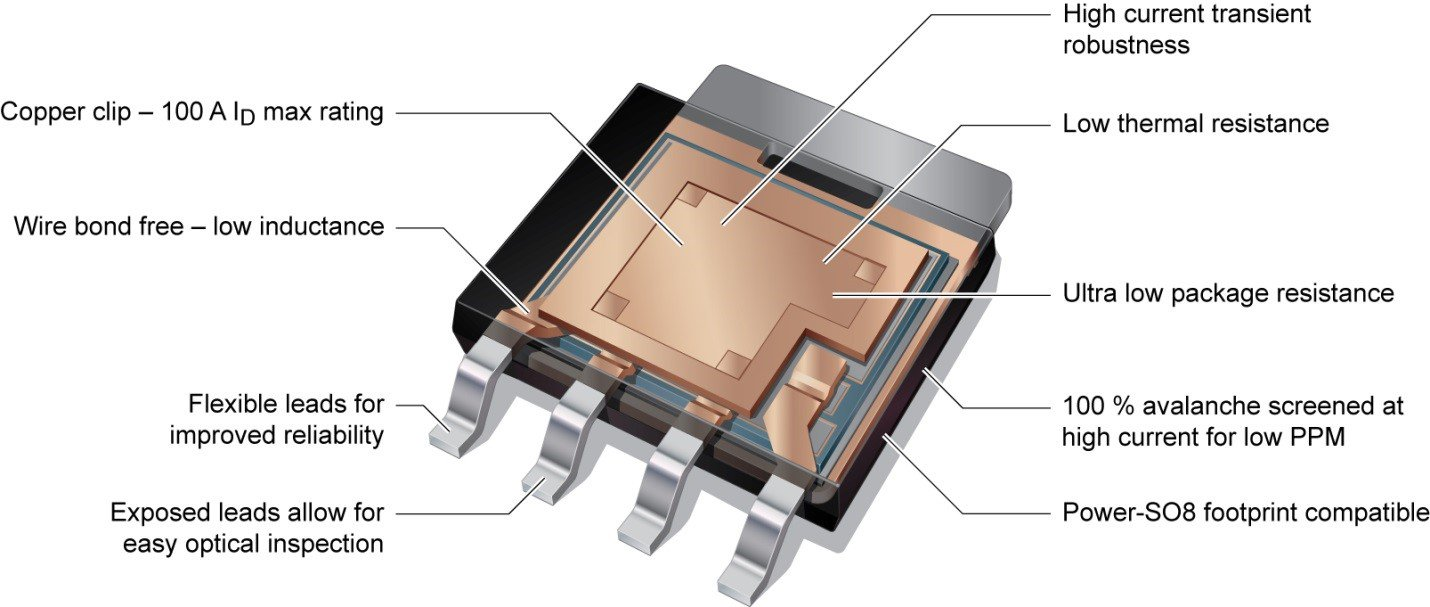 High current transient
robustness
Copper clip – 100 A ID max rating
Low thermal resistance
Wire bond free – low inductance
Ultra low package resistance
Flexible leads for
improved reliability
100 % avalanche screened at
high current for low PPM
Exposed leads allow for
easy optical inspection
Power-SO8 footprint compatible